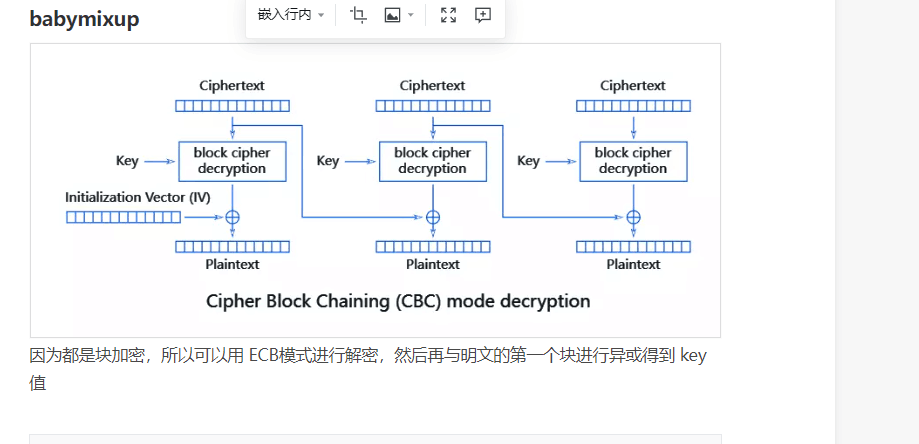 嵌入行内
babymixup
Ciphertext Ciphertext Ciphertext
Key block cipher decryption Key block cipher decryption Key block cipher decryption
Initialization Vector (IV)
Plaintext Plaintext Plaintext
Cipher Block Chaining (CBC) mode decryption
因为都是块加密，所以可以用 ECB模式进行解密，然后再与明文的第一个块进行异或得到 key
值